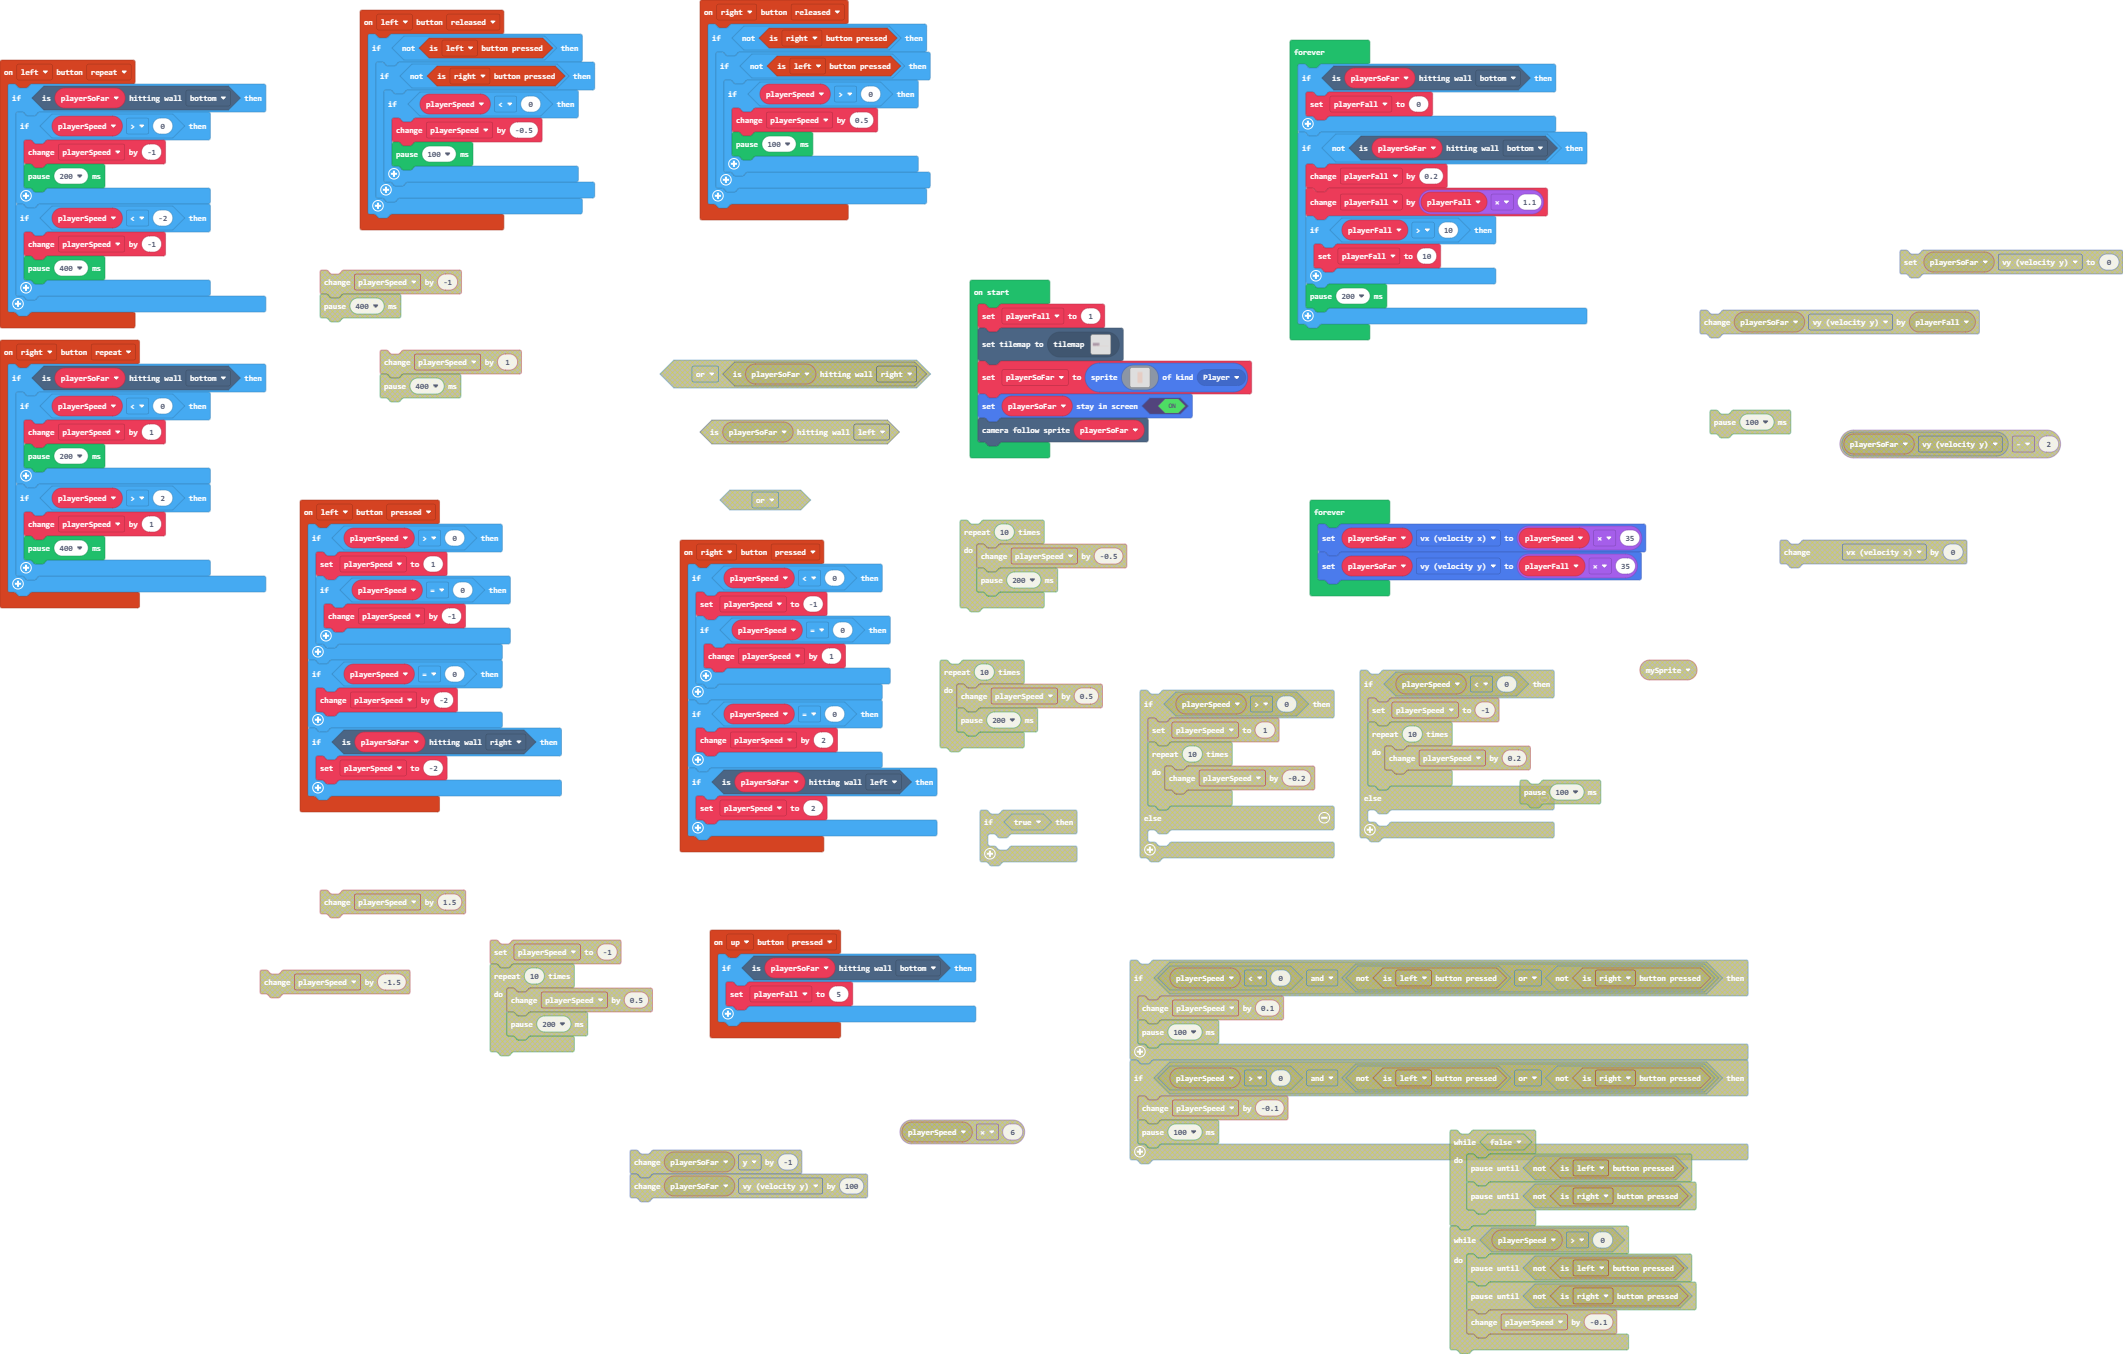 on left button repeat
if is playerSoFar hitting wall bottom then
if playerSpeed > 0 then
change playerSpeed by -1
pause 200 ms
if playerSpeed < -2 then
change playerSpeed by -1
pause 400 ms
on right button repeat
if is playerSoFar hitting wall bottom then
if playerSpeed < 0 then
change playerSpeed by 1
pause 200 ms
if playerSpeed > 2 then
change playerSpeed by 1
pause 400 ms
on left button released
if not is left button pressed then
if not is right button pressed then
if playerSpeed < 0 then
change playerSpeed by -0.5
pause 100 ms
change playerSpeed by -1
pause 400 ms
change playerSpeed by 1
pause 400 ms
on left button pressed
if playerSpeed > 0 then
set playerSpeed to 1
if playerSpeed = 0 then
change playerSpeed by -1
if playerSpeed = 0 then
change playerSpeed by -2
if is playerSoFar hitting wall right then
set playerSpeed to -2
change playerSpeed by 1.5
change playerSpeed by -1.5
set playerSpeed to -1
repeat 10 times
do change playerSpeed by 0.5
pause 200 ms
on right button released
if not is right button pressed then
if not is left button pressed then
if playerSpeed > 0 then
change playerSpeed by 0.5
pause 100 ms
or is playerSoFar hitting wall right
is playerSoFar hitting wall left
or
on right button pressed
if playerSpeed < 0 then
set playerSpeed to -1
if playerSpeed = 0 then
change playerSpeed by 1
if playerSpeed = 0 then
change playerSpeed by 2
if is playerSoFar hitting wall left then
set playerSpeed to 2
on up button pressed
if is playerSoFar hitting wall bottom then
set playerFall to 5
change playerSoFar y by -1
change playerSoFar vy (velocity y) by 100
playerSpeed × 6
on start
set playerFall to 1
set tilemap to tilemap
set playerSoFar to sprite of kind Player
set playerSoFar stay in screen ON
camera follow sprite playerSoFar
repeat 10 times
do change playerSpeed by -0.5
pause 200 ms
repeat 10 times
do change playerSpeed by 0.5
pause 200 ms
if true then
if playerSpeed > 0 then
set playerSpeed to 1
repeat 10 times
do change playerSpeed by -0.2
else
forever
if is playerSoFar hitting wall bottom then
set playerFall to 0
if not is playerSoFar hitting wall bottom then
change playerFall by 0.2
change playerFall by playerFall × 1.1
if playerFall > 10 then
set playerFall to 10
pause 200 ms
forever
set playerSoFar vx (velocity x) to playerSpeed × 35
set playerSoFar vy (velocity y) to playerFall × 35
if playerSpeed < 0 then
set playerSpeed to -1
repeat 10 times
do change playerSpeed by 0.2
else
pause 100 ms
mySprite
set playerSoFar vy (velocity y) to 0
change playerSoFar vy (velocity y) by playerFall
pause 100 ms
playerSoFar vy (velocity y) - 2
change vx (velocity x) by 0
if playerSpeed < 0 and not is left button pressed or not is right button pressed then
change playerSpeed by 0.1
pause 100 ms
if playerSpeed > 0 and not is left button pressed or not is right button pressed then
change playerSpeed by -0.1
pause 100 ms
while false
do pause until not is left button pressed
pause until not is right button pressed
while playerSpeed > 0
do pause until not is left button pressed
pause until not is right button pressed
change playerSpeed by -0.1